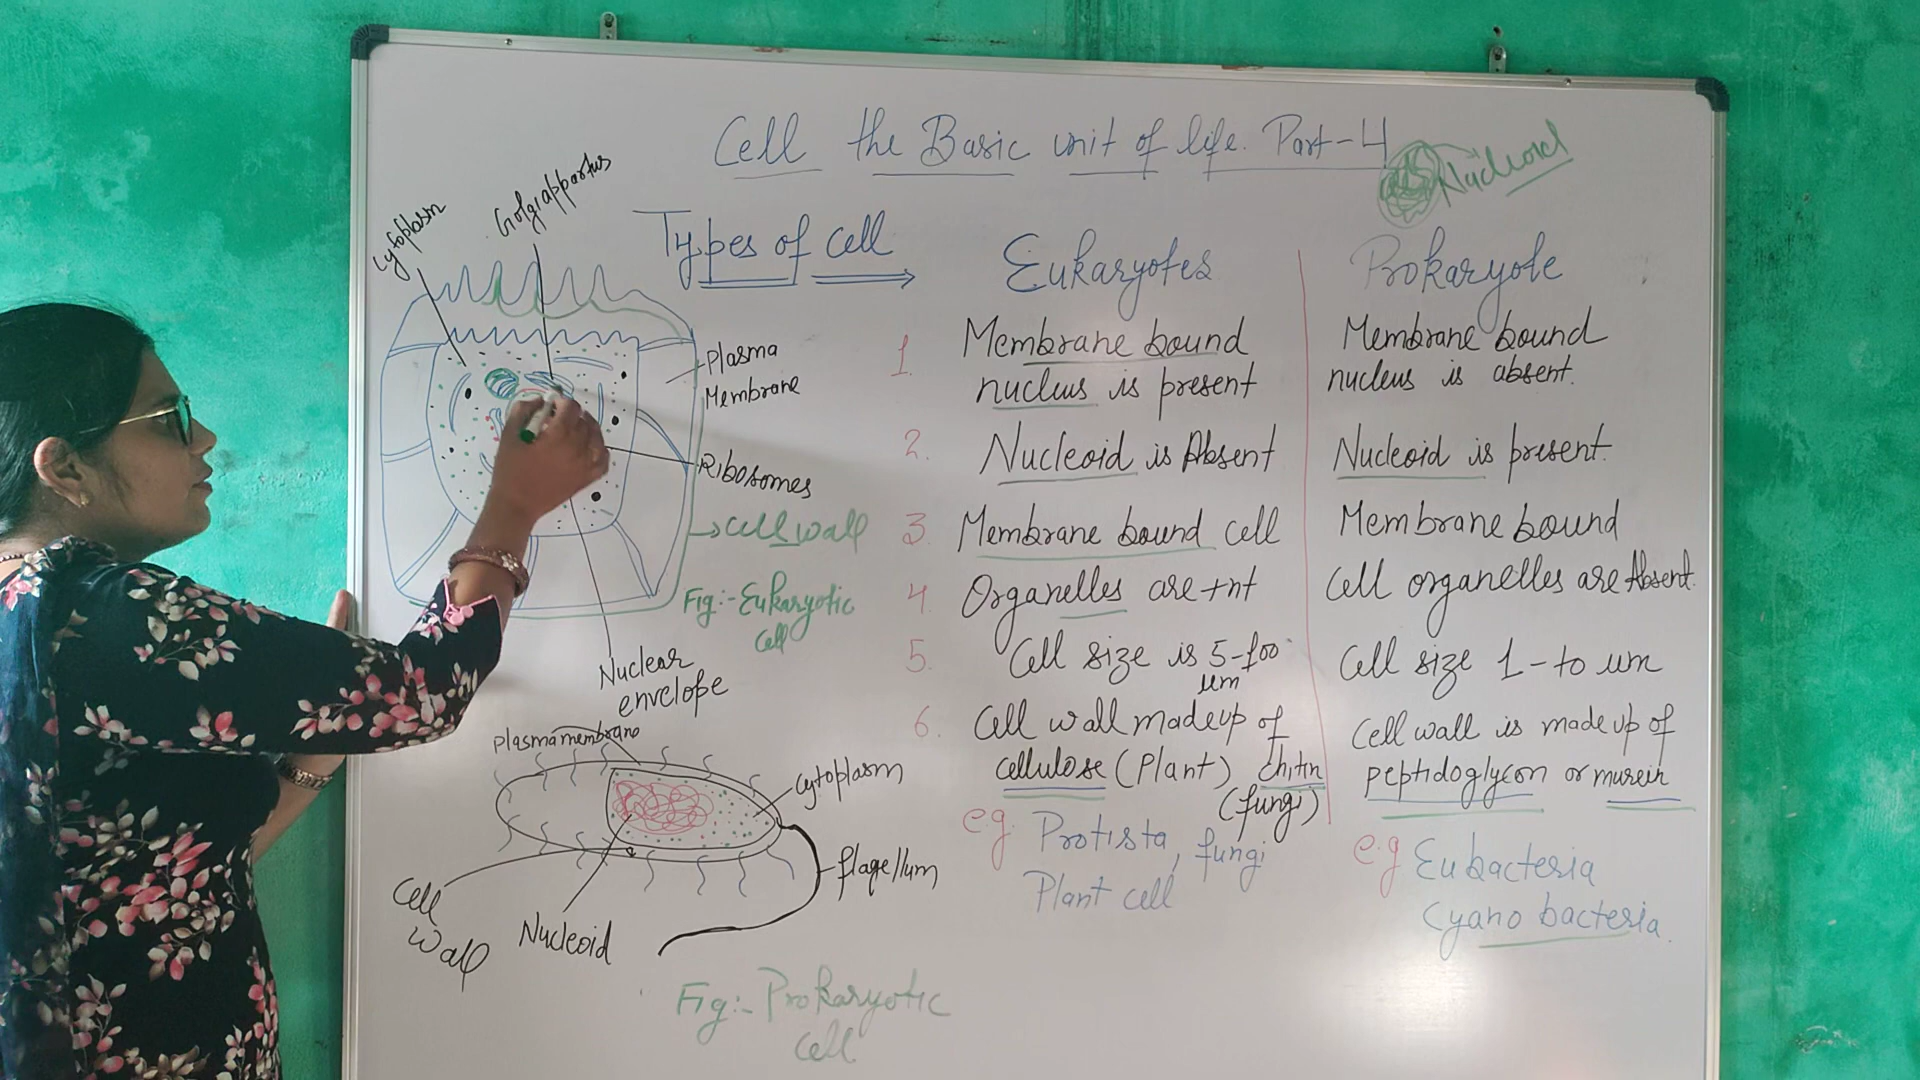 Cell the Basic unit of life. Part-4
Nucleoid
Types of cell
Eukaryotes
Prokaryote
1. Membrane bound
nucleus is present
2. Nucleoid is Absent
3. Membrane bound cell
4. Organelles are +nt
5. Cell size is 5-100
um
6. Cell wall madeup of
cellulose (Plant) chitin
(fungi)
e.g Protista, fungi
Plant cell
Membrane bound
nucleus is absent.
Nucleoid is present.
Membrane bound
Cell organelles are Absent.
Cell size 1 - to um
Cell wall is made up of
peptidoglycon or murein
e.g Eubacteria
Cyano bacteria.
Cytoplasm
Golgiappartus
Plasma
Membrane
Ribosomes
Cell wall
Fig:- Eukaryotic
Cell
Nuclear
envelope
Plasmamembrano
Cytoplasm
flagellum
Cell
Wall
Nucleoid
Fig:- Prokaryotic
Cell